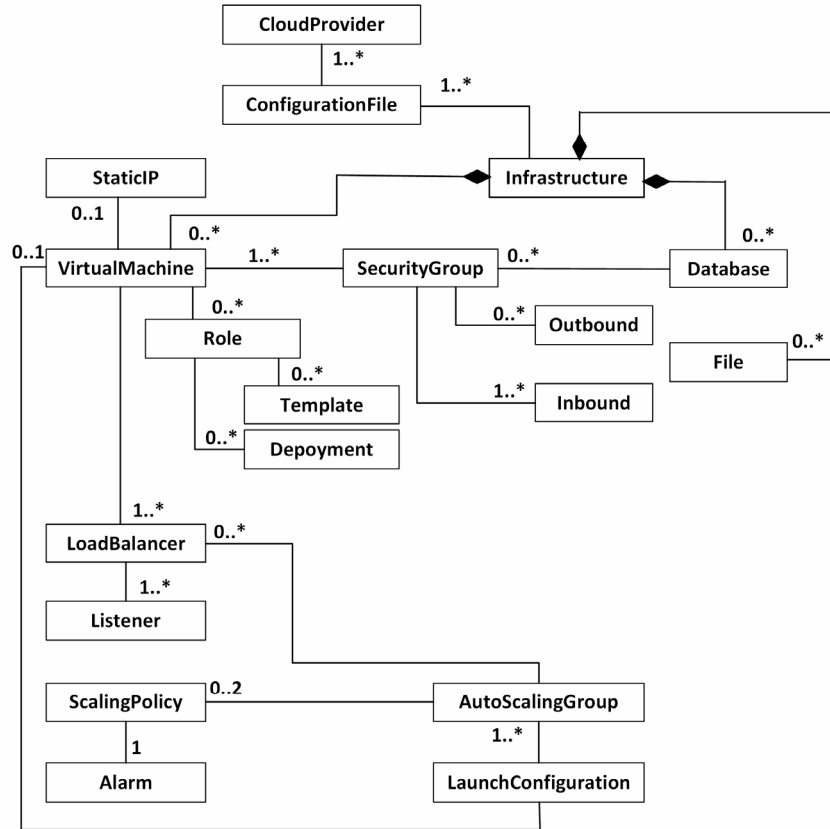 CloudProvider
1..*
1..*
ConfigurationFile
StaticIP
Infrastructure
0..1
0..*
0..*
0..1
VirtualMachine
1..*
SecurityGroup
0..*
Database
0..*
0..*
Outbound
0..*
Role
File
0..*
1..*
Template
Inbound
0..*
Depoyment
1..*
0..*
LoadBalancer
1..*
Listener
0..2
ScalingPolicy
AutoScalingGroup
1
1..*
Alarm
LaunchConfiguration